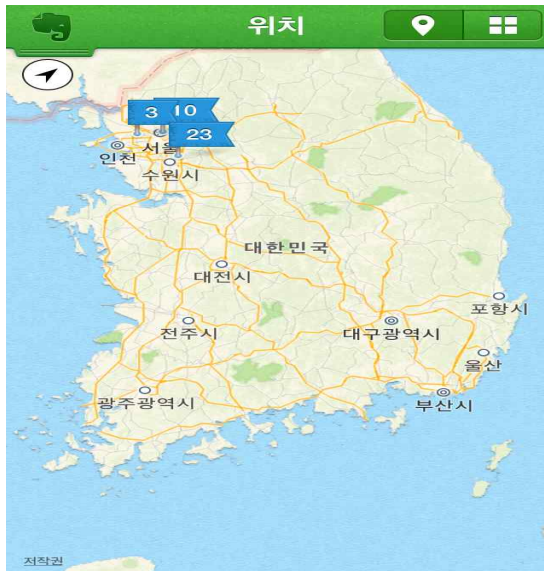 위치
3
10
23
서울
인천
수원시
대한민국
대전시
포항시
전주시
대구광역시
울산
광주광역시
부산시
저작권